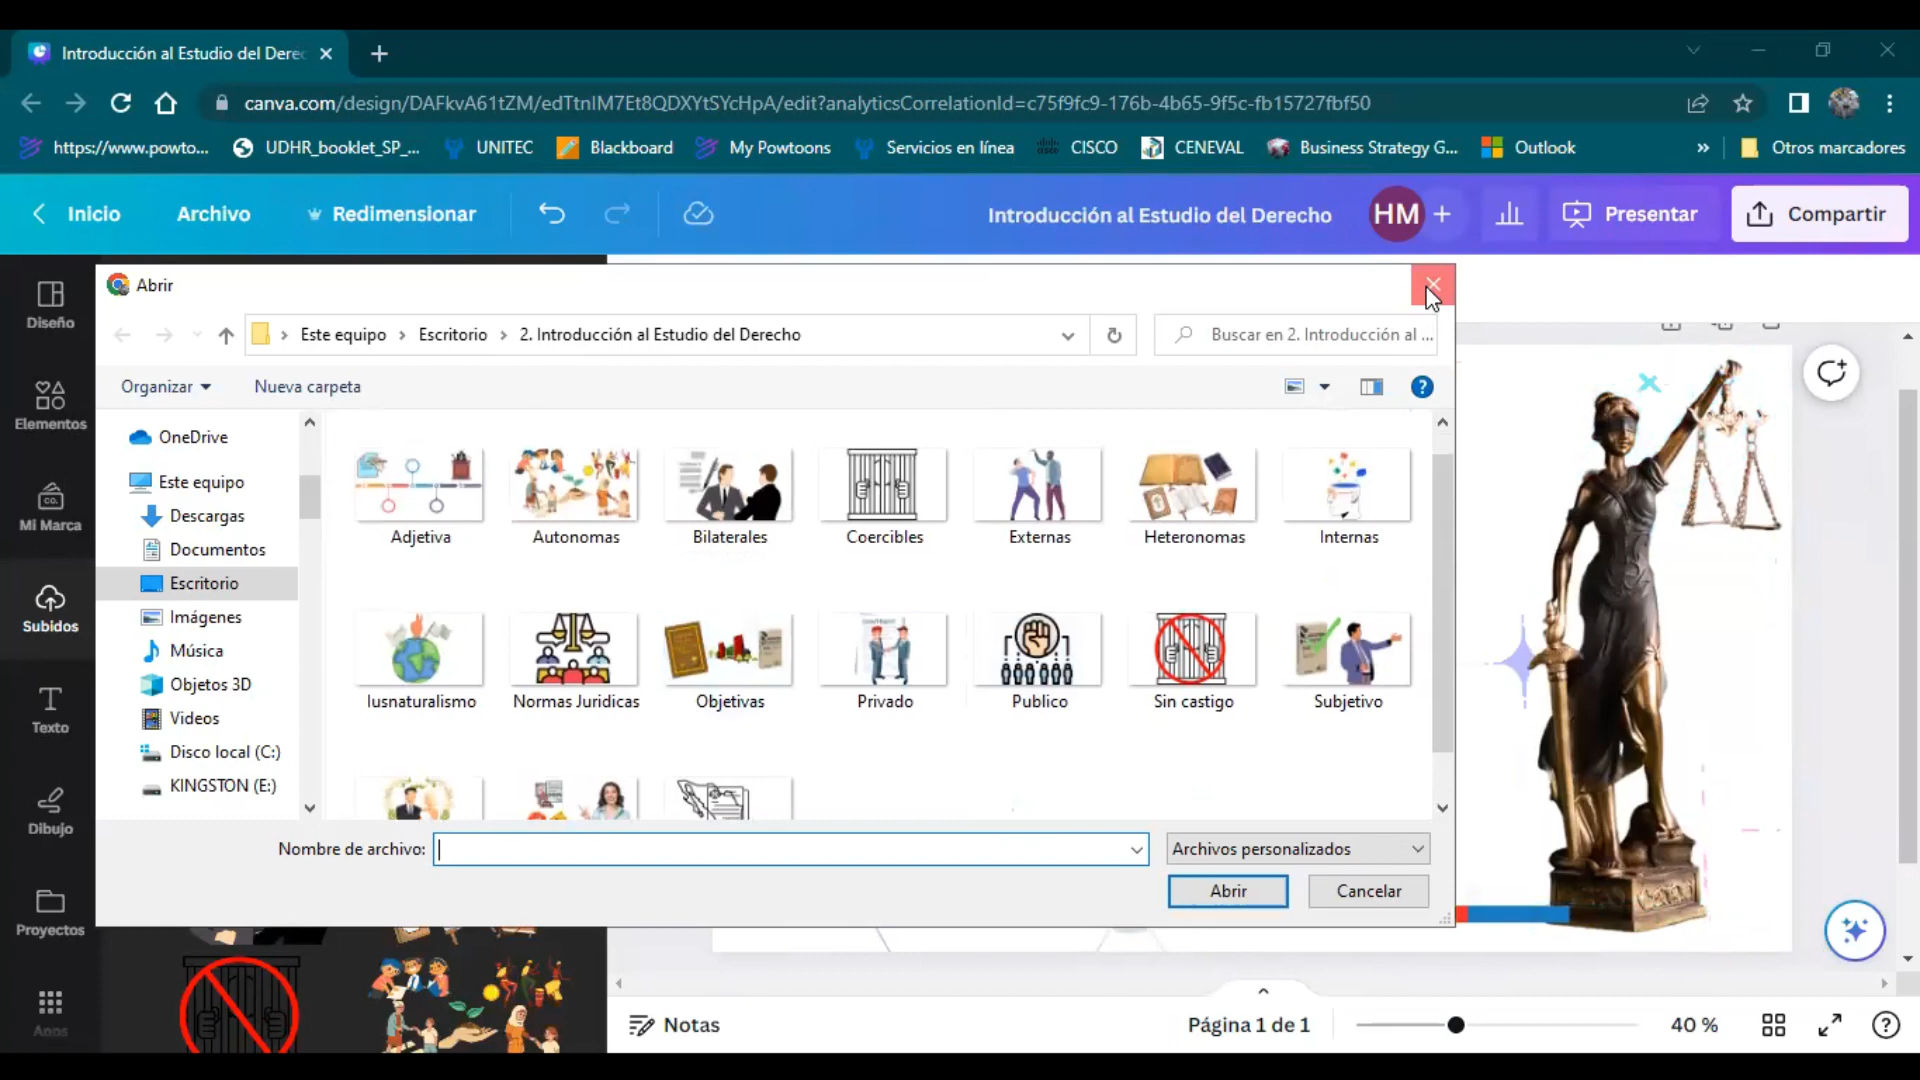 Introducción al Estudio del Derec
canva.com/design/DAFkvA61tZM/edTtnIM7Et8QDXYtSYcHpA/edit?analyticsCorrelationId=c75f9fc9-176b-4b65-9f5c-fb15727fbf50
https://www.powto...
UDHR_booklet_SP_...
UNITEC
Blackboard
My Powtoons
Servicios en línea
CISCO
CENEVAL
Business Strategy G...
Outlook
»
Otros marcadores
Inicio
Archivo
Redimensionar
Introducción al Estudio del Derecho
HM
+
Presentar
Compartir
Diseño
Elementos
CO.
Mi Marca
Subidos
Texto
Dibujo
Proyectos
Apps
Abrir
Este equipo > Escritorio > 2. Introducción al Estudio del Derecho
Buscar en 2. Introducción al ...
Organizar
Nueva carpeta
OneDrive
Este equipo
Descargas
Documentos
Escritorio
Imágenes
Música
Objetos 3D
Videos
Disco local (C:)
KINGSTON (E:)
Adjetiva
Autonomas
Bilaterales
Coercibles
Externas
Heteronomas
Internas
Iusnaturalismo
Normas Juridicas
Objetivas
Privado
Publico
Sin castigo
Subjetivo
Nombre de archivo:
Archivos personalizados
Abrir
Cancelar
Notas
Página 1 de 1
40 %